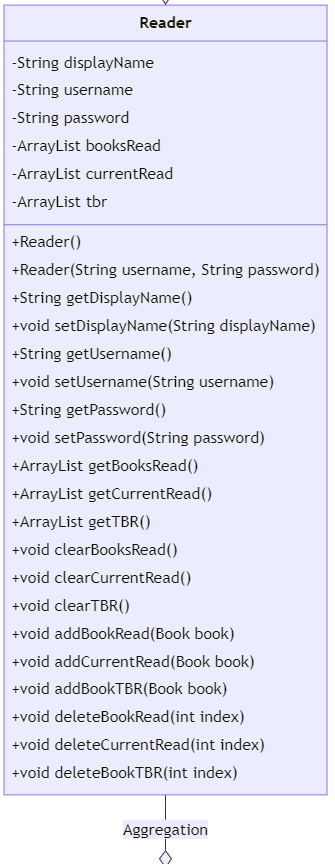 Reader
-String displayName
-String username
-String password
-ArrayList booksRead
-ArrayList currentRead
-ArrayList tbr
+Reader()
+Reader(String username, String password)
+String getDisplayName()
+void setDisplayName(String displayName)
+String getUsername()
+void setUsername(String username)
+String getPassword()
+void setPassword(String password)
+ArrayList getBooksRead()
+ArrayList getCurrentRead()
+ArrayList getTBR()
+void clearBooksRead()
+void clearCurrentRead()
+void clearTBR()
+void addBookRead(Book book)
+void addCurrentRead(Book book)
+void addBookTBR(Book book)
+void deleteBookRead(int index)
+void deleteCurrentRead(int index)
+void deleteBookTBR(int index)
Aggregation